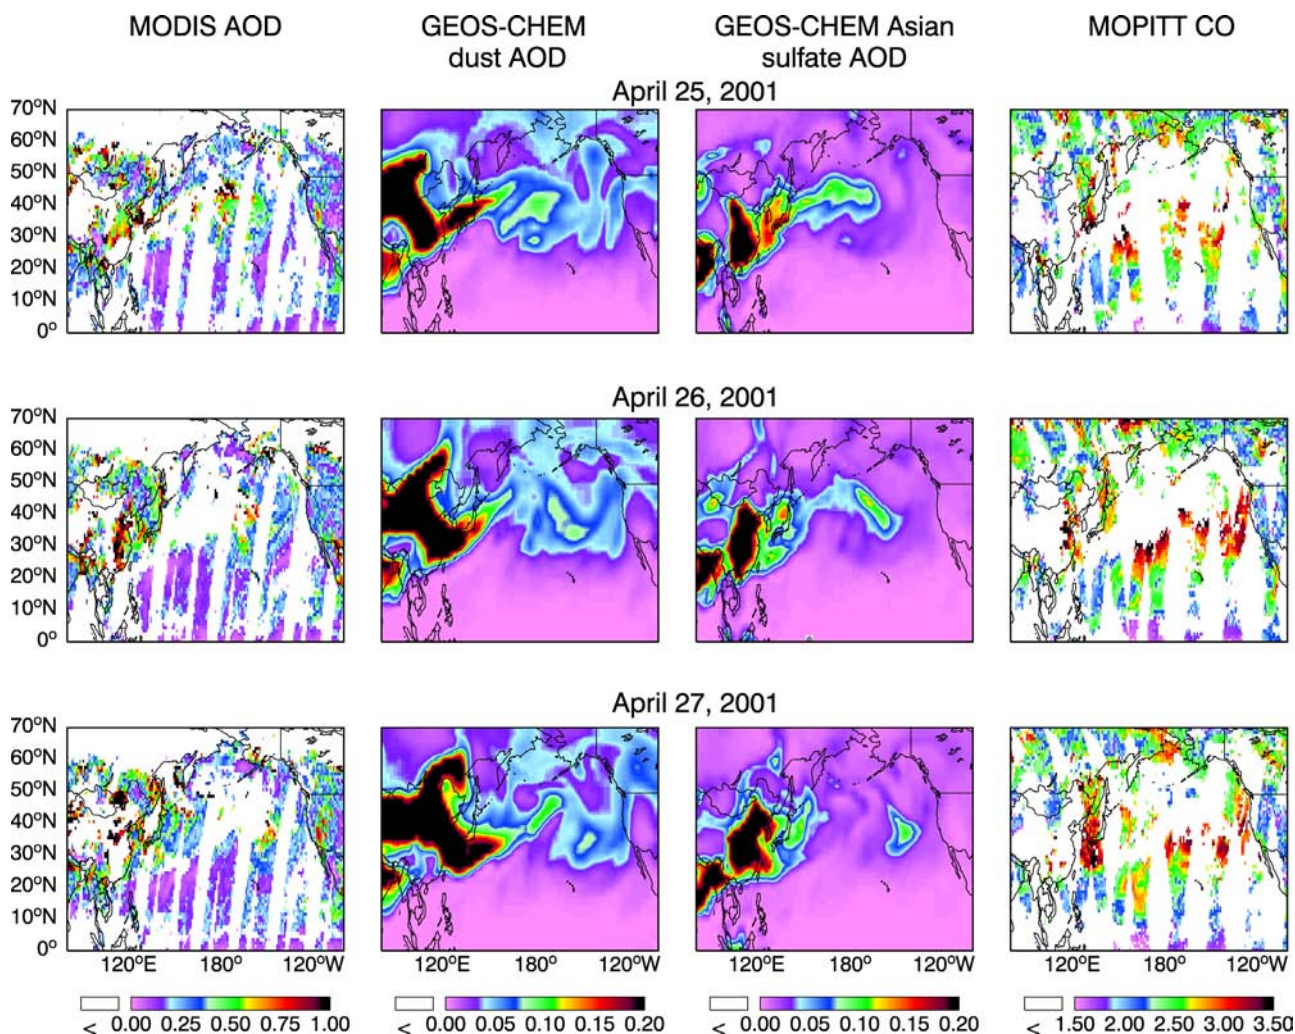 MODIS AOD GEOS-CHEM GEOS-CHEM Asian MOPITT CO
dust AOD sulfate AOD
April 25, 2001
70°N
60°N
50°N
40°N
30°N
20°N
10°N
0°
April 26, 2001
70°N
60°N
50°N
40°N
30°N
20°N
10°N
0°
April 27, 2001
70°N
60°N
50°N
40°N
30°N
20°N
10°N
0°
120°E 180° 120°W 120°E 180° 120°W 120°E 180° 120°W 120°E 180° 120°W
< 0.00 0.25 0.50 0.75 1.00 < 0.00 0.05 0.10 0.15 0.20 < 0.00 0.05 0.10 0.15 0.20 < 1.50 2.00 2.50 3.00 3.50